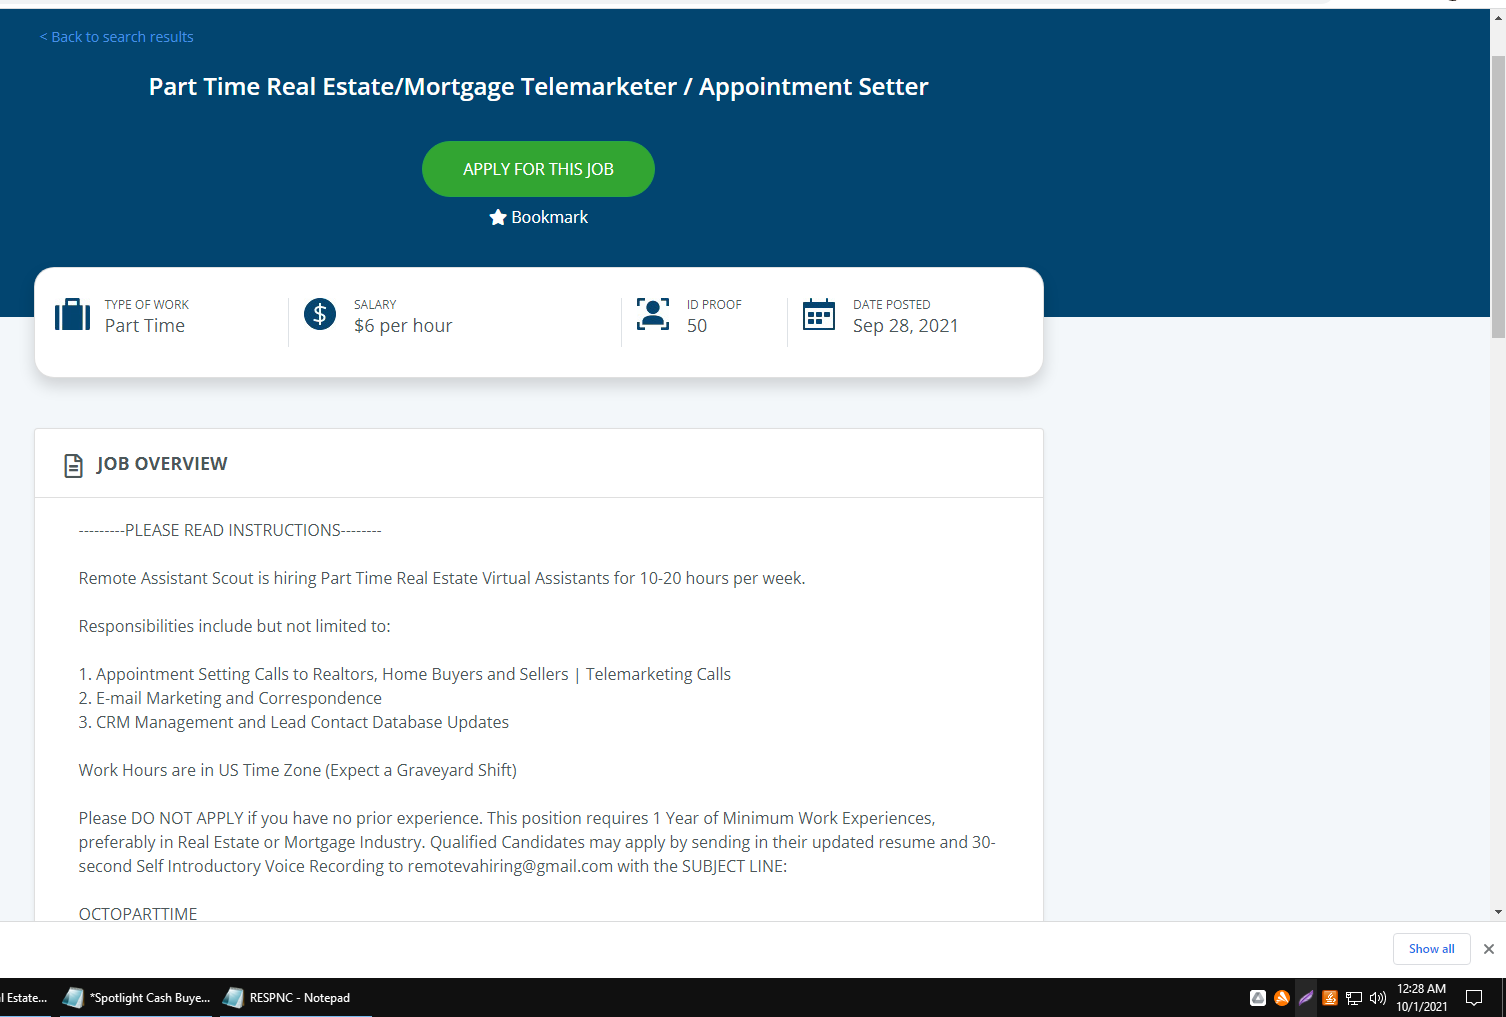 < Back to search results
Part Time Real Estate/Mortgage Telemarketer / Appointment Setter
APPLY FOR THIS JOB
Bookmark
TYPE OF WORK
Part Time
SALARY
$6 per hour
ID PROOF
50
DATE POSTED
Sep 28, 2021
JOB OVERVIEW
---------PLEASE READ INSTRUCTIONS--------
Remote Assistant Scout is hiring Part Time Real Estate Virtual Assistants for 10-20 hours per week.
Responsibilities include but not limited to:
1. Appointment Setting Calls to Realtors, Home Buyers and Sellers | Telemarketing Calls
2. E-mail Marketing and Correspondence
3. CRM Management and Lead Contact Database Updates
Work Hours are in US Time Zone (Expect a Graveyard Shift)
Please DO NOT APPLY if you have no prior experience. This position requires 1 Year of Minimum Work Experiences,
preferably in Real Estate or Mortgage Industry. Qualified Candidates may apply by sending in their updated resume and 30-
second Self Introductory Voice Recording to remotevahiring@gmail.com with the SUBJECT LINE:
OCTOPARTTIME
Show all
l Estate...
*Spotlight Cash Buye...
RESPNC - Notepad
12:28 AM
10/1/2021